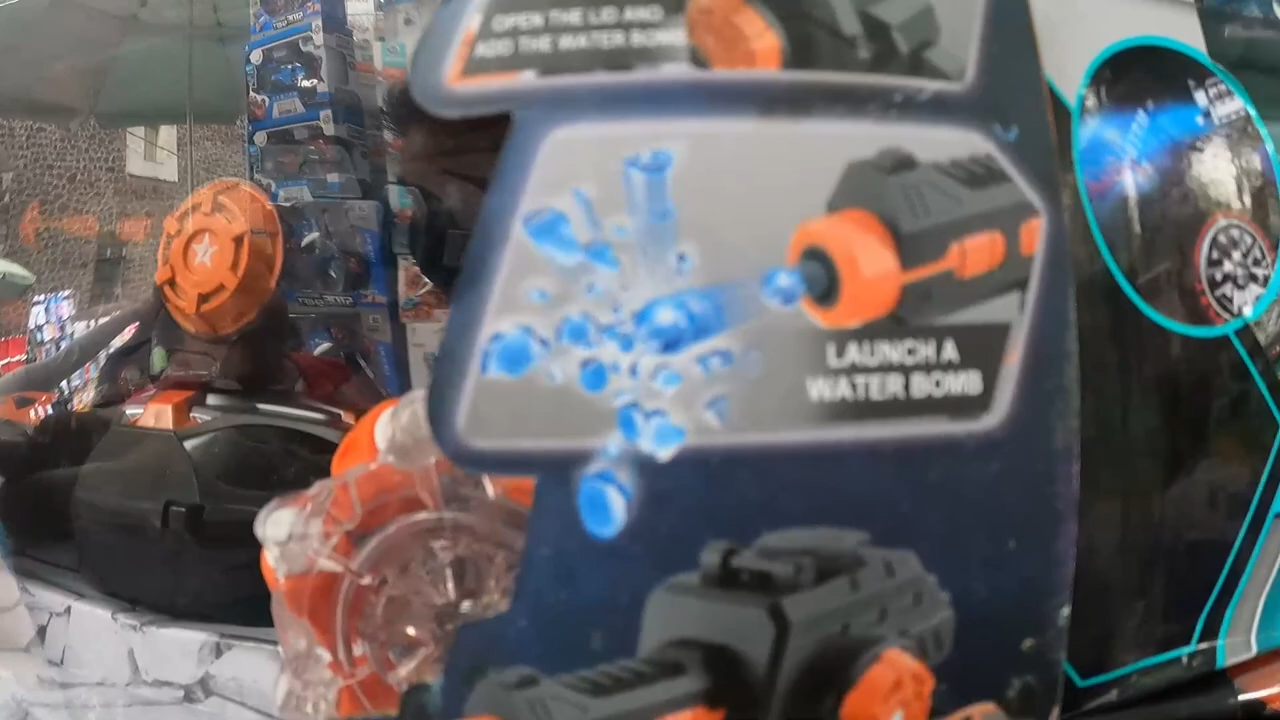 OPEN THE LID AND
ADD THE WATER BOMB
LAUNCH A
WATER BOMB